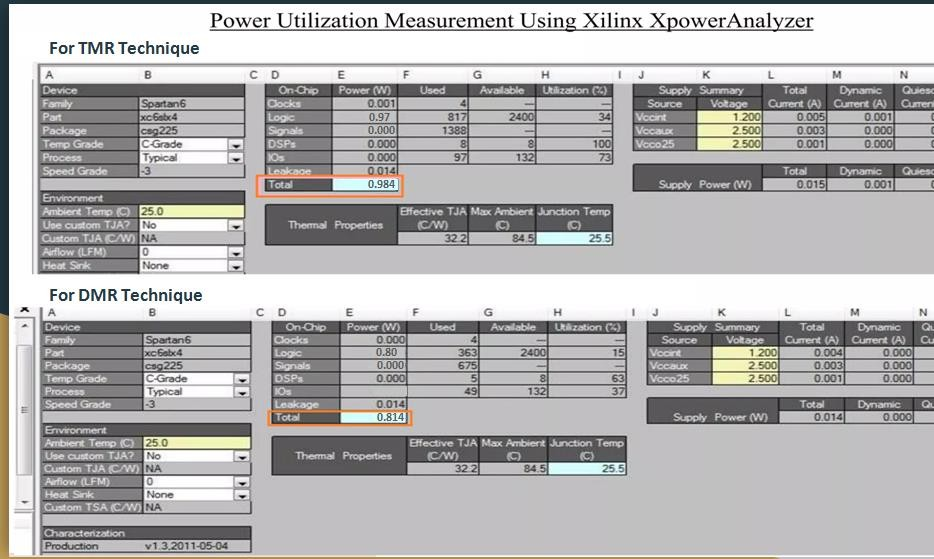 Power Utilization Measurement Using Xilinx XpowerAnalyzer
For TMR Technique
A B C D E F G H I J K L M N
Device On-Chip Power (W) Used Available Utilization (%) Supply Summary Total Dynamic Quiesc
Family Spartan6 Clocks 0.001 4 --- --- Source Voltage Current (A) Current (A) Curren
Part xc6slx4 Logic 0.97 817 2400 34 Vccint 1.200 0.005 0.001
Package csg225 Signals 0.000 1388 --- --- Vccaux 2.500 0.003 0.000
Temp Grade C-Grade DSPs 0.000 8 8 100 Vcco25 2.500 0.001 0.000
Process Typical IOs 0.000 97 132 73
Speed Grade -3 Leakage 0.014 Total Dynamic Quiesc
Total 0.984 Supply Power (W) 0.015 0.001
Environment
Ambient Temp (C) 25.0 Effective TJA Max Ambient Junction Temp
Use custom TJA? No Thermal Properties (C/W) (C) (C)
Custom TJA (C/W) NA 32.2 84.5 25.5
Airflow (LFM) 0
Heat Sink None
For DMR Technique
A B C D E F G H I J K L M N
Device On-Chip Power (W) Used Available Utilization (%) Supply Summary Total Dynamic Qu
Family Spartan6 Clocks 0.000 4 --- --- Source Voltage Current (A) Current (A) Cu
Part xc6slx4 Logic 0.80 363 2400 15 Vccint 1.200 0.004 0.000
Package csg225 Signals 0.000 675 --- --- Vccaux 2.500 0.003 0.000
Temp Grade C-Grade DSPs 0.000 5 8 63 Vcco25 2.500 0.001 0.000
Process Typical IOs 49 132 37
Speed Grade -3 Leakage 0.014 Total Dynamic Qu
Total 0.814 Supply Power (W) 0.014 0.000
Environment
Ambient Temp (C) 25.0 Effective TJA Max Ambient Junction Temp
Use custom TJA? No Thermal Properties (C/W) (C) (C)
Custom TJA (C/W) NA 32.2 84.5 25.5
Airflow (LFM) 0
Heat Sink None
Custom TSA (C/W) NA
Characterization
Production v1.3,2011-05-04